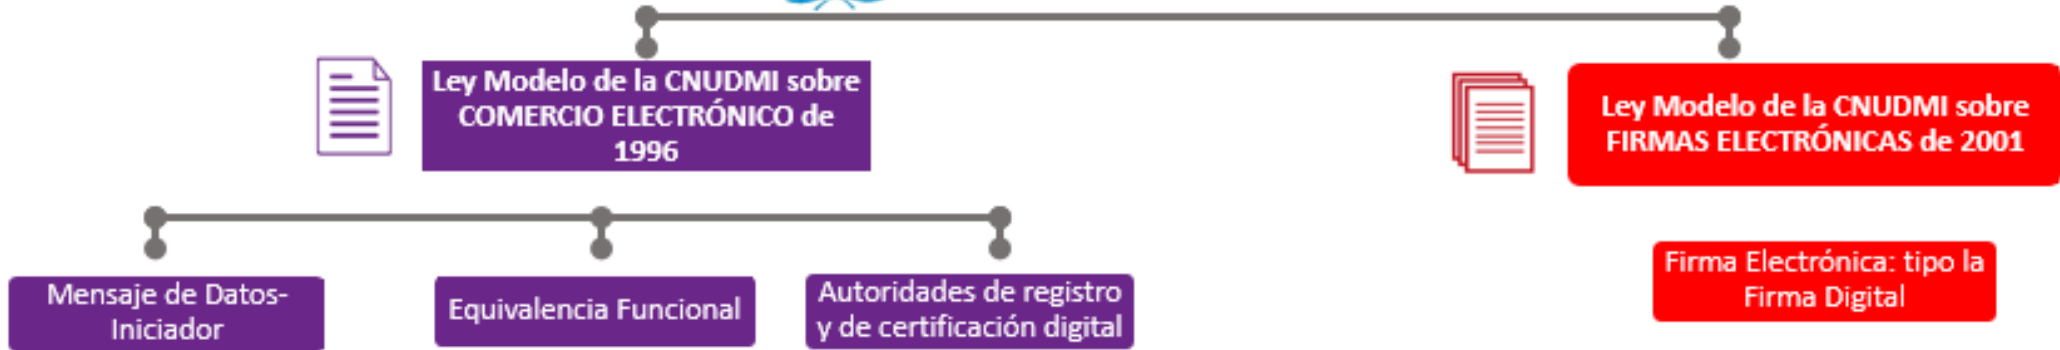 Ley Modelo de la CNUDMI sobre
COMERCIO ELECTRÓNICO de
1996
Ley Modelo de la CNUDMI sobre
FIRMAS ELECTRÓNICAS de 2001
Mensaje de Datos-
Iniciador
Equivalencia Funcional
Autoridades de registro
y de certificación digital
Firma Electrónica: tipo la
Firma Digital